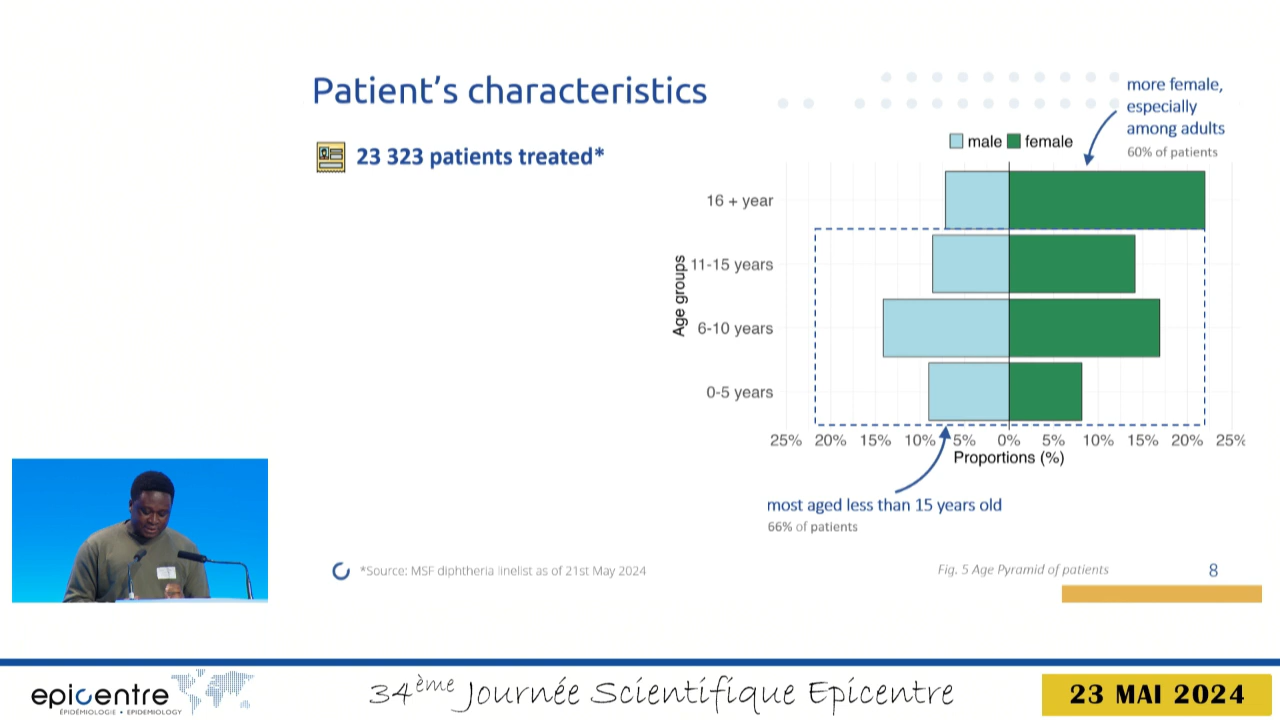 Patient's characteristics
23 323 patients treated*
more female,
especially
among adults
60% of patients
male female
16 + year
11-15 years
6-10 years
0-5 years
Age groups
25% 20% 15% 10% 5% 0% 5% 10% 15% 20% 25%
Proportions (%)
most aged less than 15 years old
66% of patients
*Source: MSF diphtheria linelist as of 21st May 2024
Fig. 5 Age Pyramid of patients
8
epicentre
ÉPIDÉMIOLOGIE • EPIDEMIOLOGY
34ème Journée Scientifique Epicentre
23 MAI 2024